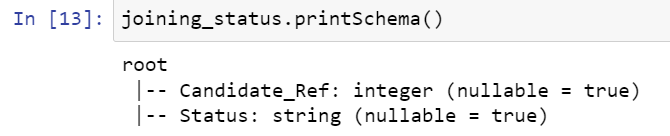 In [13]: joining_status.printSchema()
root
 |-- Candidate_Ref: integer (nullable = true)
 |-- Status: string (nullable = true)